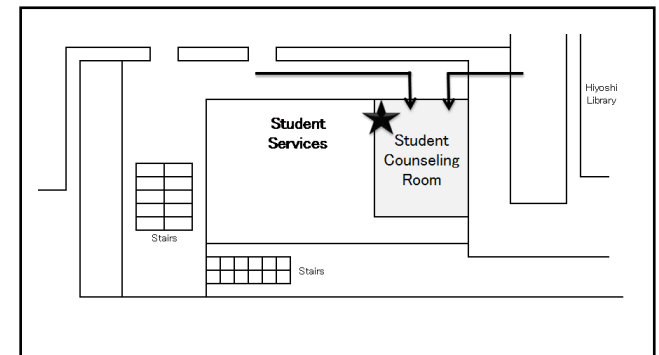 Hiyoshi
Library
Student
Services
Student
Counseling
Room
Stairs
Stairs